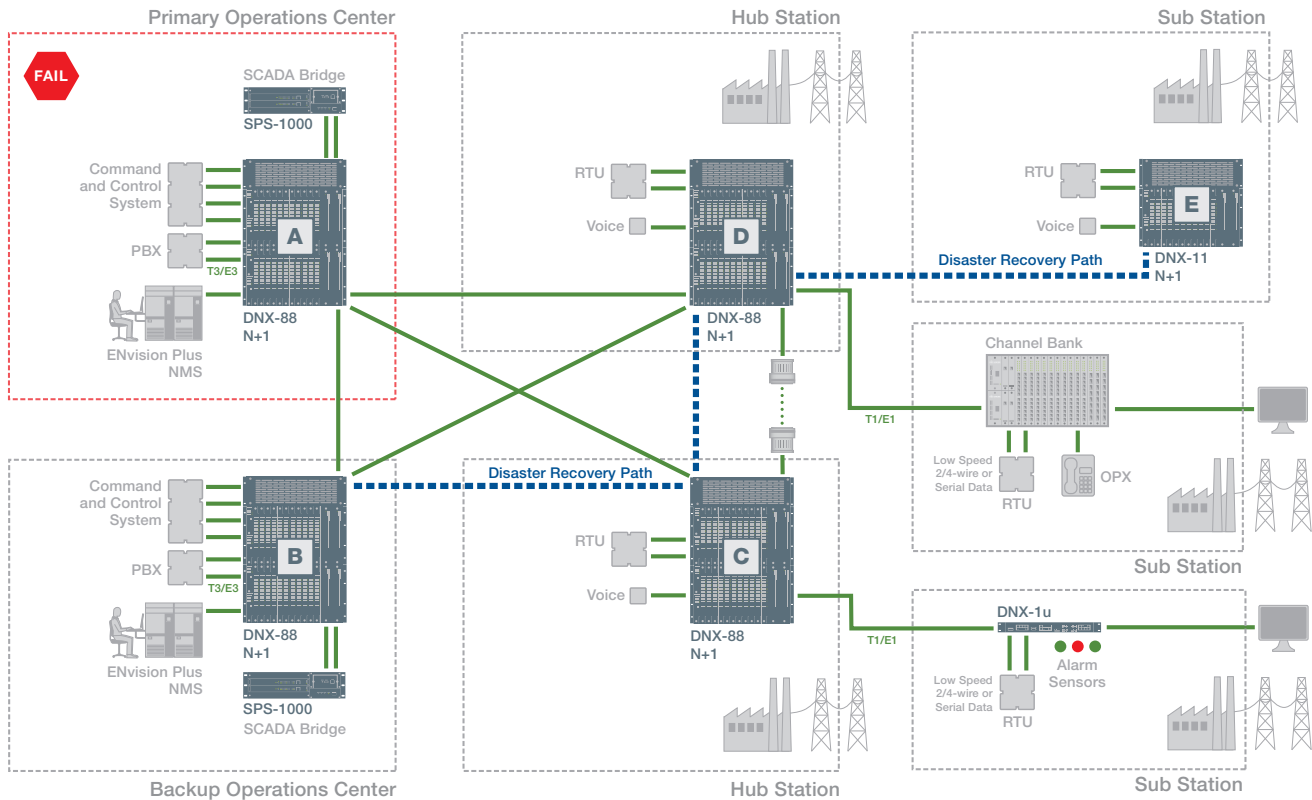 Primary Operations Center
FAIL
SCADA Bridge
SPS-1000
Command
and Control
System
PBX
T3/E3
A
DNX-88
N+1
ENvision Plus
NMS
Hub Station
RTU
Voice
D
DNX-88
N+1
Sub Station
RTU
Voice
E
Disaster Recovery Path
DNX-11
N+1
Channel Bank
T1/E1
Low Speed
2/4-wire or
Serial Data
RTU
OPX
Sub Station
Command
and Control
System
PBX
T3/E3
B
DNX-88
N+1
ENvision Plus
NMS
SPS-1000
SCADA Bridge
Backup Operations Center
Disaster Recovery Path
RTU
Voice
C
DNX-88
N+1
Hub Station
T1/E1
DNX-1u
Alarm
Sensors
Low Speed
2/4-wire or
Serial Data
RTU
Sub Station